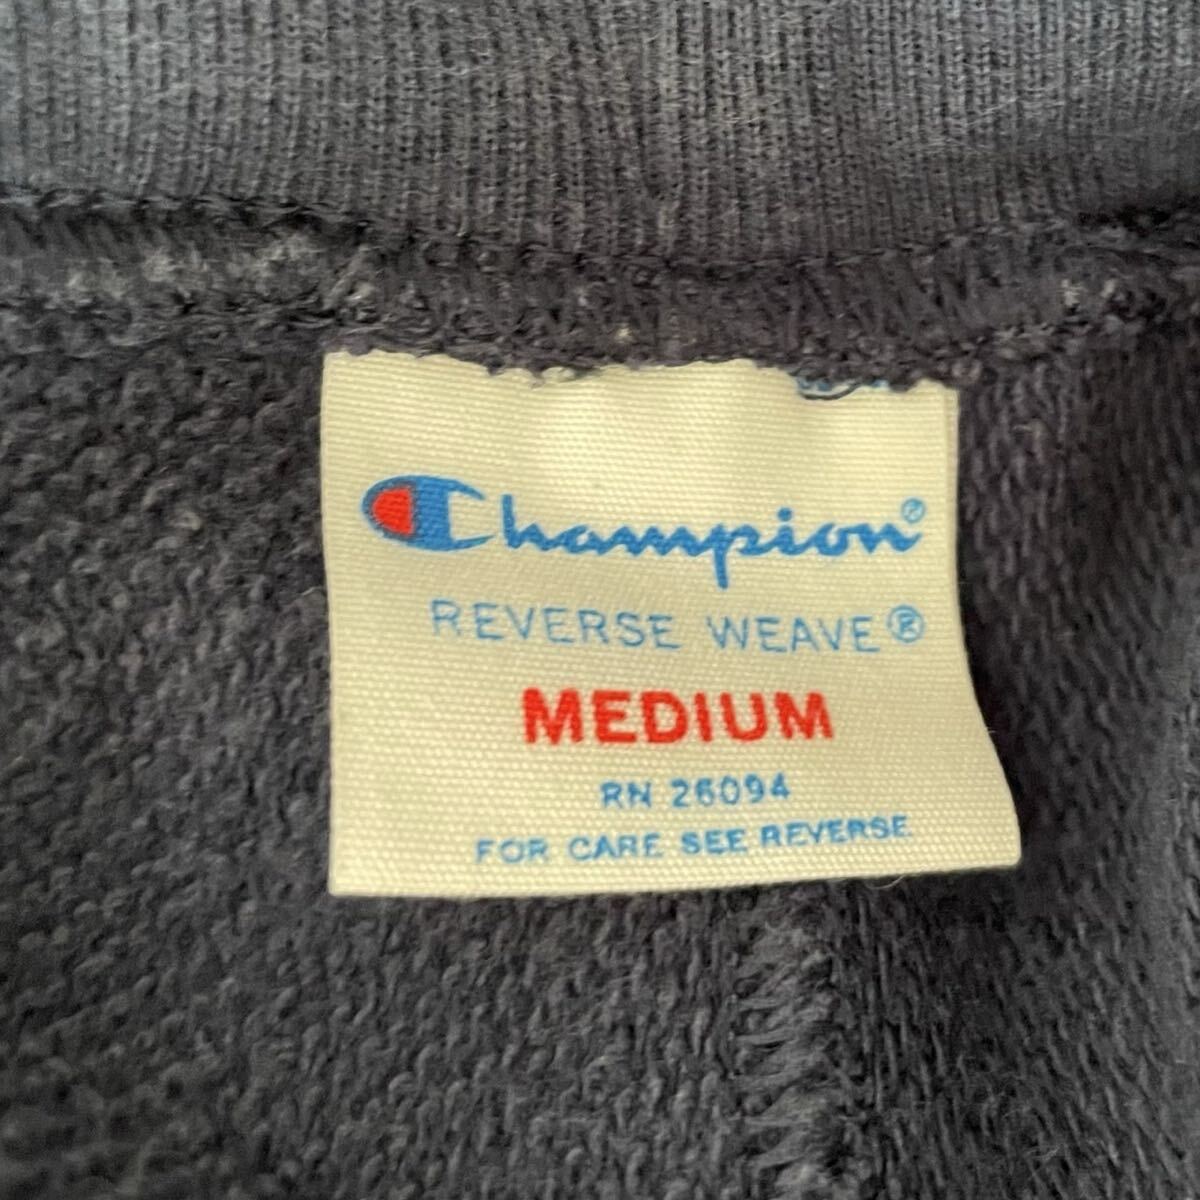 Champion®
REVERSE WEAVE®
MEDIUM
RN 26094
FOR CARE SEE REVERSE